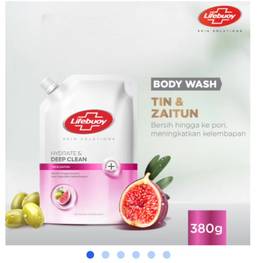 Lifebuoy
SKIN SOLUTIONS
BODY WASH
TIN &
ZAITUN
Bersih hingga ke pori,
meningkatkan kelembapan
Lifebuoy
SKIN SOLUTIONS
HYDRATE &
DEEP CLEAN
380g